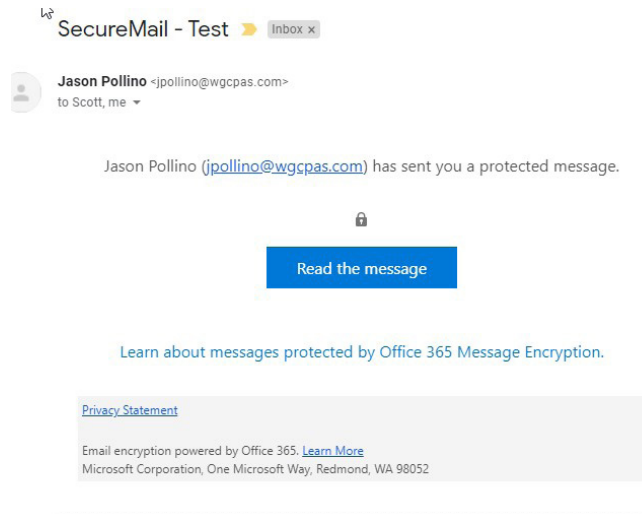 SecureMail - Test Inbox x
Jason Pollino <jpollino@wgcpas.com>
to Scott, me
Jason Pollino (jpollino@wgcpas.com) has sent you a protected message.
Read the message
Learn about messages protected by Office 365 Message Encryption.
Privacy Statement
Email encryption powered by Office 365. Learn More
Microsoft Corporation, One Microsoft Way, Redmond, WA 98052